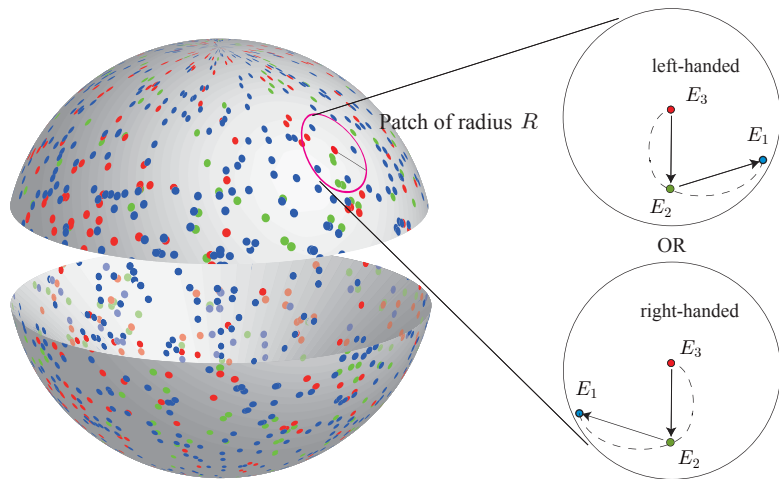 left-handed
E3
Patch of radius R
E1
E2
OR
right-handed
E3
E1
E2